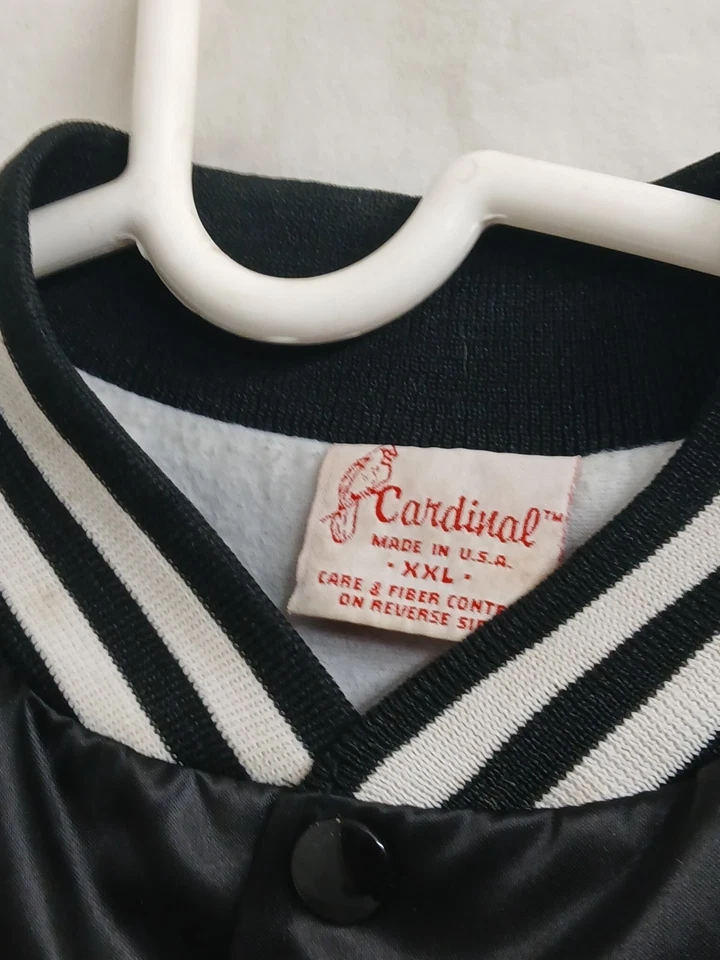 Cardinal™
MADE IN U.S.A.
· XXL ·
CARE & FIBER
ON REVERSE